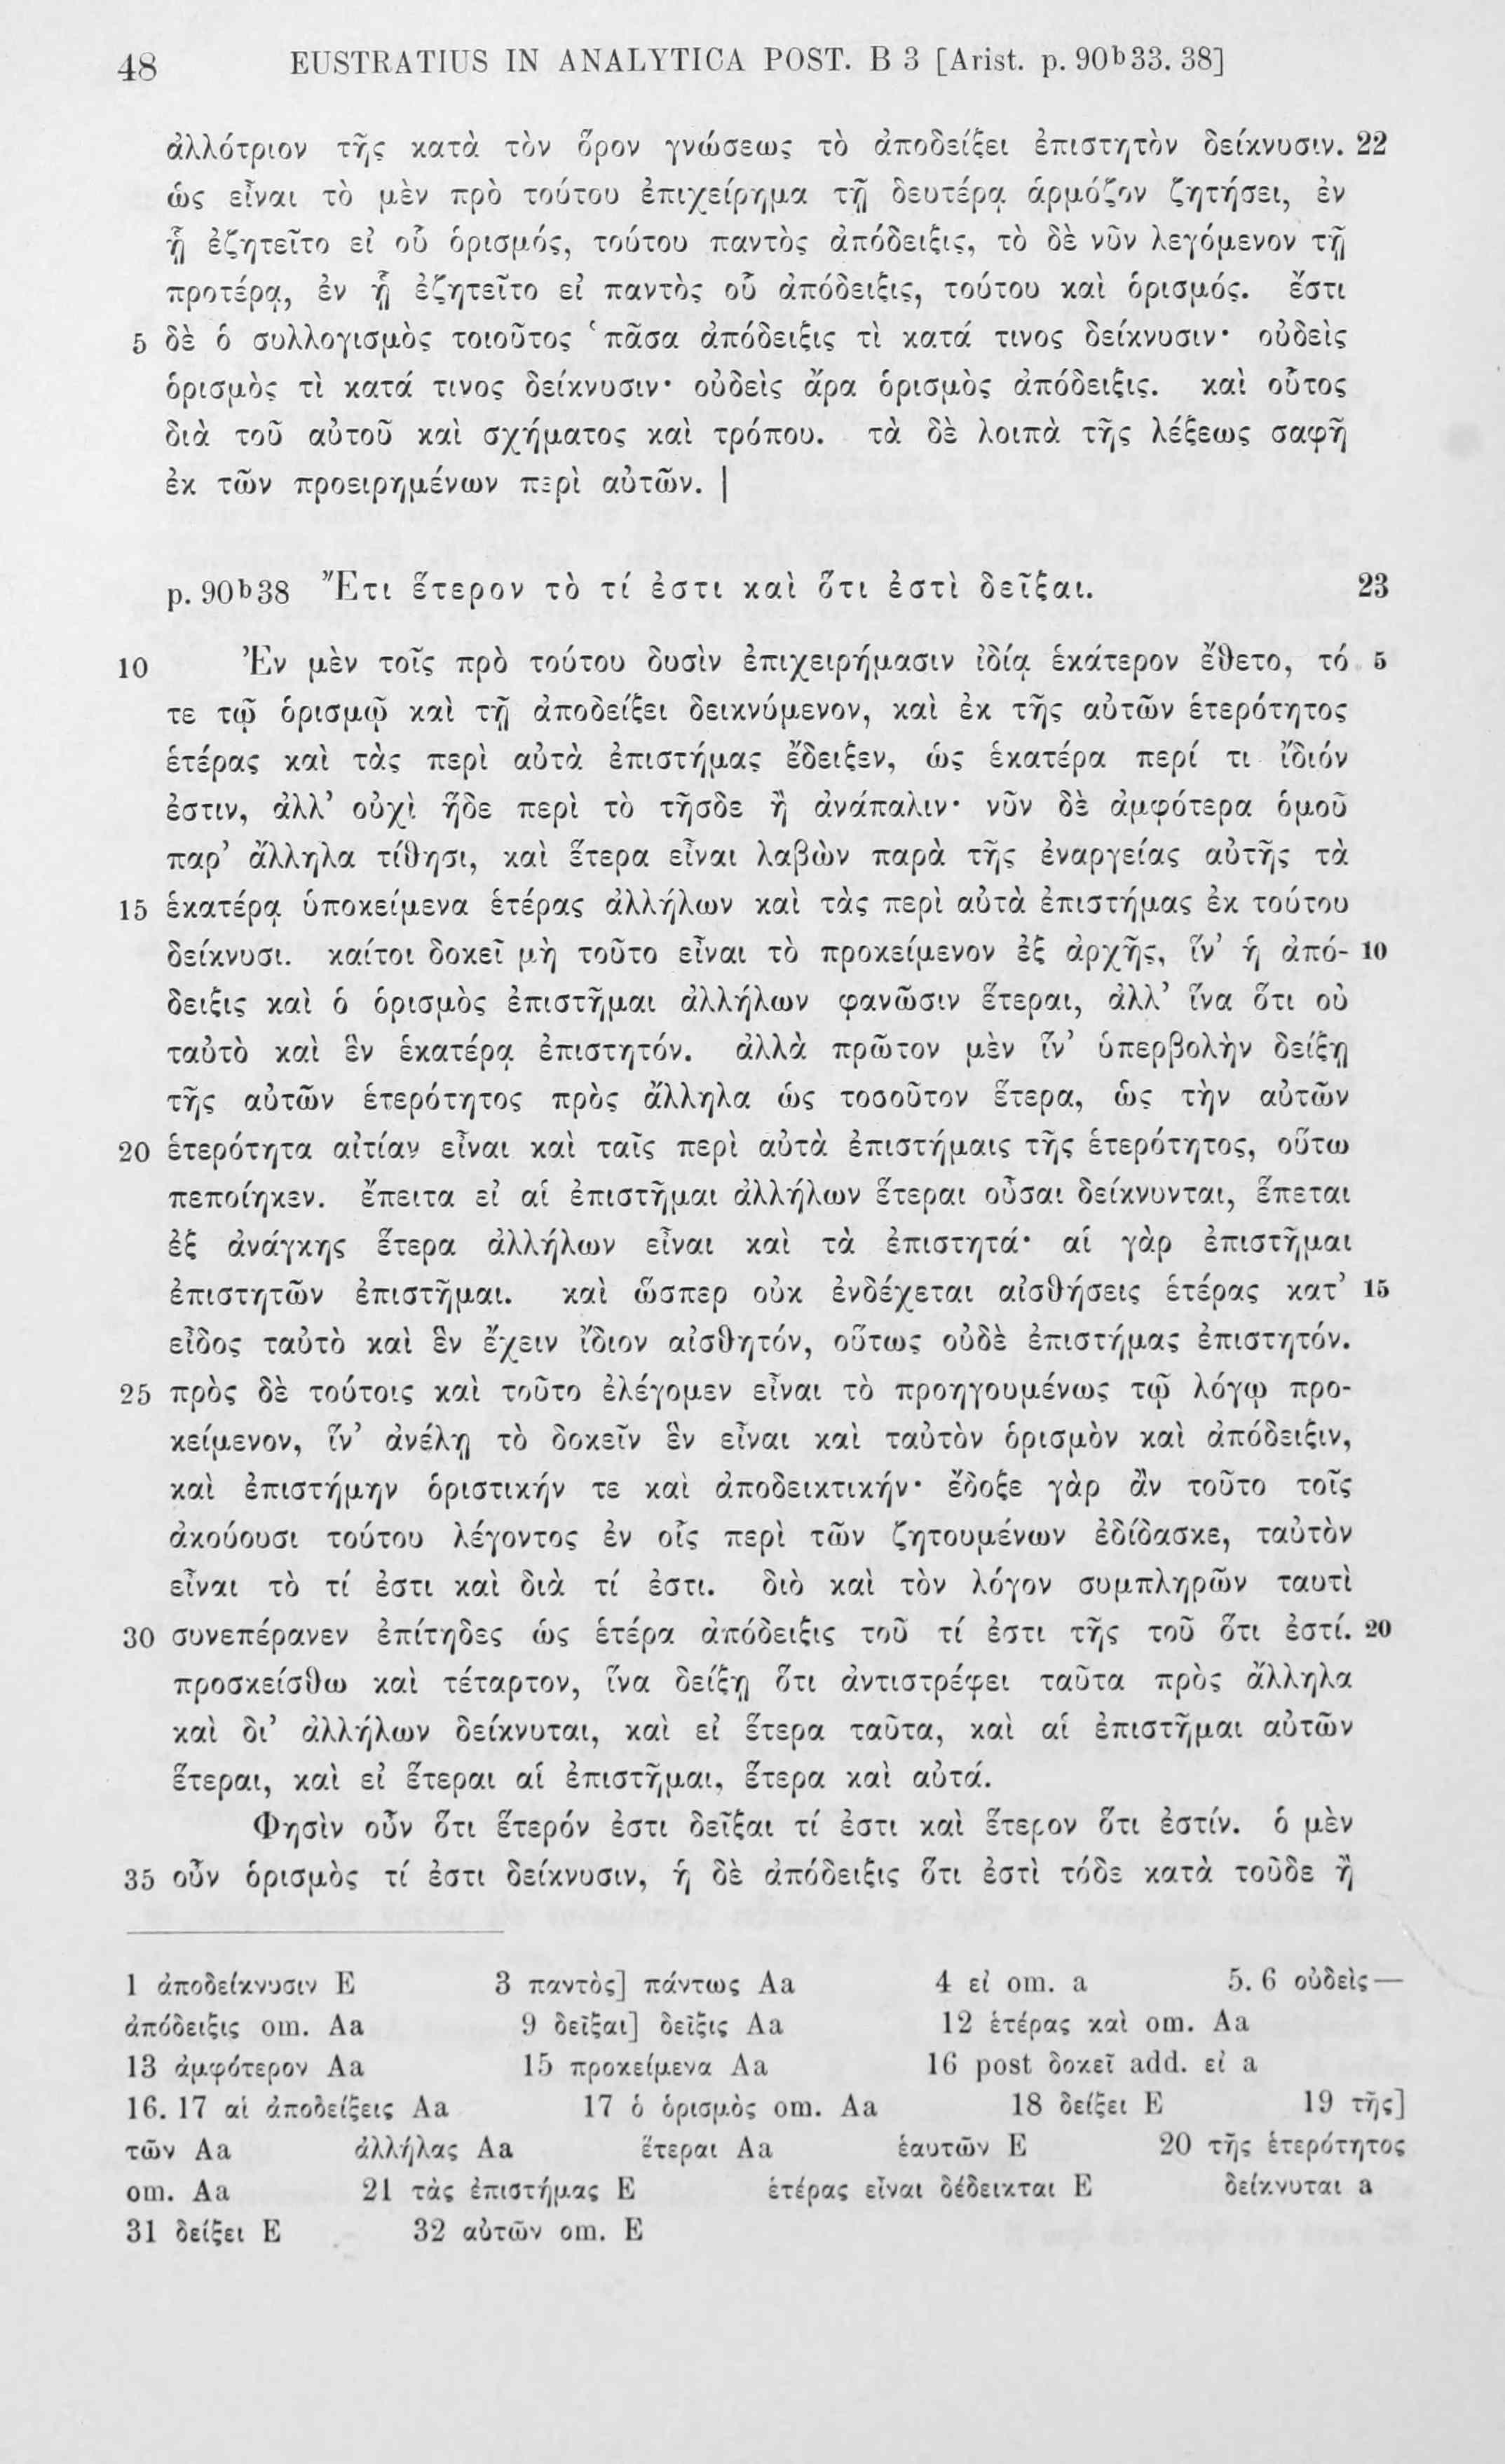 48 EUSTRATIUS IN ANALYTICA POST. B 3 [Arist. p. 90ᵇ33. 38]
ἀλλότριον τῆς κατὰ τὸν ὅρον γνώσεως τὸ ἀποδείξει ἐπιστητὸν δείκνυσιν. 22
ὡς εἶναι τὸ μὲν πρὸ τούτου ἐπιχείρημα τῇ δευτέρᾳ ἁρμόζον ζητήσει, ἐν
ᾗ ἐζητεῖτο εἰ οὗ ὁρισμός, τούτου παντὸς ἀπόδειξις, τὸ δὲ νῦν λεγόμενον τῇ
προτέρᾳ, ἐν ᾗ ἐζητεῖτο εἰ παντὸς οὗ ἀπόδειξις, τούτου καὶ ὁρισμός. ἔστι
5 δὲ ὁ συλλογισμὸς τοιοῦτος ‘πᾶσα ἀπόδειξις τὶ κατά τινος δείκνυσιν· οὐδεὶς
ὁρισμὸς τὶ κατά τινος δείκνυσιν· οὐδεὶς ἄρα ὁρισμὸς ἀπόδειξις. καὶ οὗτος
διὰ τοῦ αὐτοῦ καὶ σχήματος καὶ τρόπου. τὰ δὲ λοιπὰ τῆς λέξεως σαφῆ
ἐκ τῶν προειρημένων περὶ αὐτῶν. |
p. 90ᵇ38 Ἔτι ἕτερον τὸ τί ἐστι καὶ ὅτι ἐστὶ δεῖξαι. 23
10 Ἐν μὲν τοῖς πρὸ τούτου δυσὶν ἐπιχειρήμασιν ἰδίᾳ ἑκάτερον ἔθετο, τό 5
τε τῷ ὁρισμῷ καὶ τῇ ἀποδείξει δεικνύμενον, καὶ ἐκ τῆς αὐτῶν ἑτερότητος
ἑτέρας καὶ τὰς περὶ αὐτὰ ἐπιστήμας ἔδειξεν, ὡς ἑκατέρα περί τι ἴδιόν
ἐστιν, ἀλλ’ οὐχὶ ἥδε περὶ τὸ τῆσδε ἢ ἀνάπαλιν· νῦν δὲ ἀμφότερα ὁμοῦ
παρ’ ἄλληλα τίθησι, καὶ ἕτερα εἶναι λαβὼν παρὰ τῆς ἐναργείας αὐτῆς τὰ
15 ἑκατέρᾳ ὑποκείμενα ἑτέρας ἀλλήλων καὶ τὰς περὶ αὐτὰ ἐπιστήμας ἐκ τούτου
δείκνυσι. καίτοι δοκεῖ μὴ τοῦτο εἶναι τὸ προκείμενον ἐξ ἀρχῆς, ἵν’ ἡ ἀπό- 10
δειξις καὶ ὁ ὁρισμὸς ἐπιστῆμαι ἀλλήλων φανῶσιν ἕτεραι, ἀλλ’ ἵνα ὅτι οὐ
ταὐτὸ καὶ ἓν ἑκατέρᾳ ἐπιστητόν. ἀλλὰ πρῶτον μὲν ἵν’ ὑπερβολὴν δείξῃ
τῆς αὐτῶν ἑτερότητος πρὸς ἄλληλα ὡς τοσοῦτον ἕτερα, ὡς τὴν αὐτῶν
20 ἑτερότητα αἰτίαν εἶναι καὶ ταῖς περὶ αὐτὰ ἐπιστήμαις τῆς ἑτερότητος, οὕτω
πεποίηκεν. ἔπειτα εἰ αἱ ἐπιστῆμαι ἀλλήλων ἕτεραι οὖσαι δείκνυνται, ἕπεται
ἐξ ἀνάγκης ἕτερα ἀλλήλων εἶναι καὶ τὰ ἐπιστητά· αἱ γὰρ ἐπιστῆμαι
ἐπιστητῶν ἐπιστῆμαι. καὶ ὥσπερ οὐκ ἐνδέχεται αἰσθήσεις ἑτέρας κατ’ 15
εἶδος ταὐτὸ καὶ ἓν ἔχειν ἴδιον αἰσθητόν, οὕτως οὐδὲ ἐπιστήμας ἐπιστητόν.
25 πρὸς δὲ τούτοις καὶ τοῦτο ἐλέγομεν εἶναι τὸ προηγουμένως τῷ λόγῳ προ-
κείμενον, ἵν’ ἀνέλῃ τὸ δοκεῖν ἓν εἶναι καὶ ταὐτὸν ὁρισμὸν καὶ ἀπόδειξιν,
καὶ ἐπιστήμην ὁριστικήν τε καὶ ἀποδεικτικήν· ἔδοξε γὰρ ἂν τοῦτο τοῖς
ἀκούουσι τούτου λέγοντος ἐν οἷς περὶ τῶν ζητουμένων ἐδίδασκε, ταὐτὸν
εἶναι τὸ τί ἐστι καὶ διὰ τί ἐστι. διὸ καὶ τὸν λόγον συμπληρῶν ταυτὶ
30 συνεπέρανεν ἐπίτηδες ὡς ἑτέρα ἀπόδειξις τοῦ τί ἐστι τῆς τοῦ ὅτι ἐστί. 20
προσκείσθω καὶ τέταρτον, ἵνα δείξῃ ὅτι ἀντιστρέφει ταῦτα πρὸς ἄλληλα
καὶ δι’ ἀλλήλων δείκνυται, καὶ εἰ ἕτερα ταῦτα, καὶ αἱ ἐπιστῆμαι αὐτῶν
ἕτεραι, καὶ εἰ ἕτεραι αἱ ἐπιστῆμαι, ἕτερα καὶ αὐτά.
Φησὶν οὖν ὅτι ἕτερόν ἐστι δεῖξαι τί ἐστι καὶ ἕτερον ὅτι ἐστίν. ὁ μὲν
35 οὖν ὁρισμὸς τί ἐστι δείκνυσιν, ἡ δὲ ἀπόδειξις ὅτι ἐστὶ τόδε κατὰ τοῦδε ἢ
1 ἀποδείκνυσιν E 3 παντὸς] πάντως Aa 4 εἰ om. a 5. 6 οὐδεὶς—
ἀπόδειξις om. Aa 9 δεῖξαι] δεῖξις Aa 12 ἑτέρας καὶ om. Aa
13 ἀμφότερον Aa 15 προκείμενα Aa 16 post δοκεῖ add. εἰ a
16. 17 αἱ ἀποδείξεις Aa 17 ὁ ὁρισμὸς om. Aa 18 δείξει E 19 τῆς]
τῶν Aa ἀλλήλας Aa ἕτεραι Aa ἑαυτῶν E 20 τῆς ἑτερότητος
om. Aa 21 τὰς ἐπιστήμας E ἑτέρας εἶναι δέδεικται E δείκνυται a
31 δείξει E 32 αὐτῶν om. E